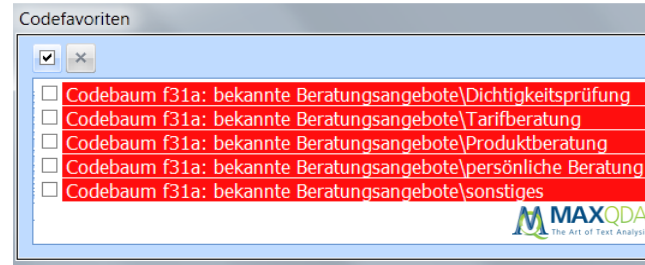 Codefavoriten
Codebaum f31a: bekannte Beratungsangebote\Dichtigkeitsprüfung
Codebaum f31a: bekannte Beratungsangebote\Tarifberatung
Codebaum f31a: bekannte Beratungsangebote\Produktberatung
Codebaum f31a: bekannte Beratungsangebote\persönliche Beratung
Codebaum f31a: bekannte Beratungsangebote\sonstiges
MAXQDA
The Art of Text Analysis